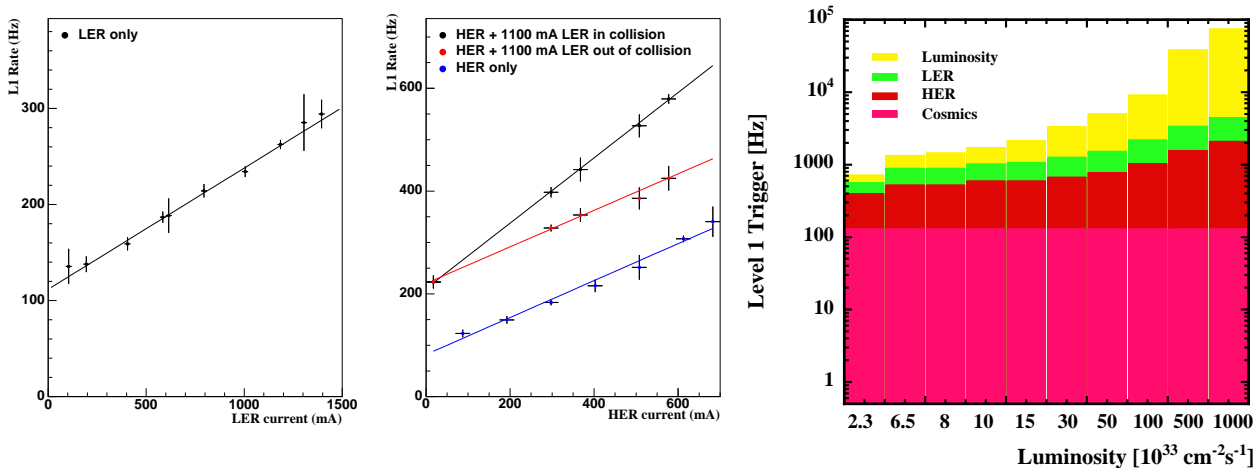 L1 Rate (Hz)
LER only
300
200
100
0
0 500 1000 1500
LER current (mA)
L1 Rate (Hz)
HER + 1100 mA LER in collision
HER + 1100 mA LER out of collision
HER only
600
400
200
0
0 200 400 600
HER current (mA)
Level 1 Trigger [Hz]
10^5
10^4
1000
100
10
1
Luminosity
LER
HER
Cosmics
2.3 6.5 8 10 15 30 50 100 500 1000
Luminosity [10^33 cm^-2s^-1]